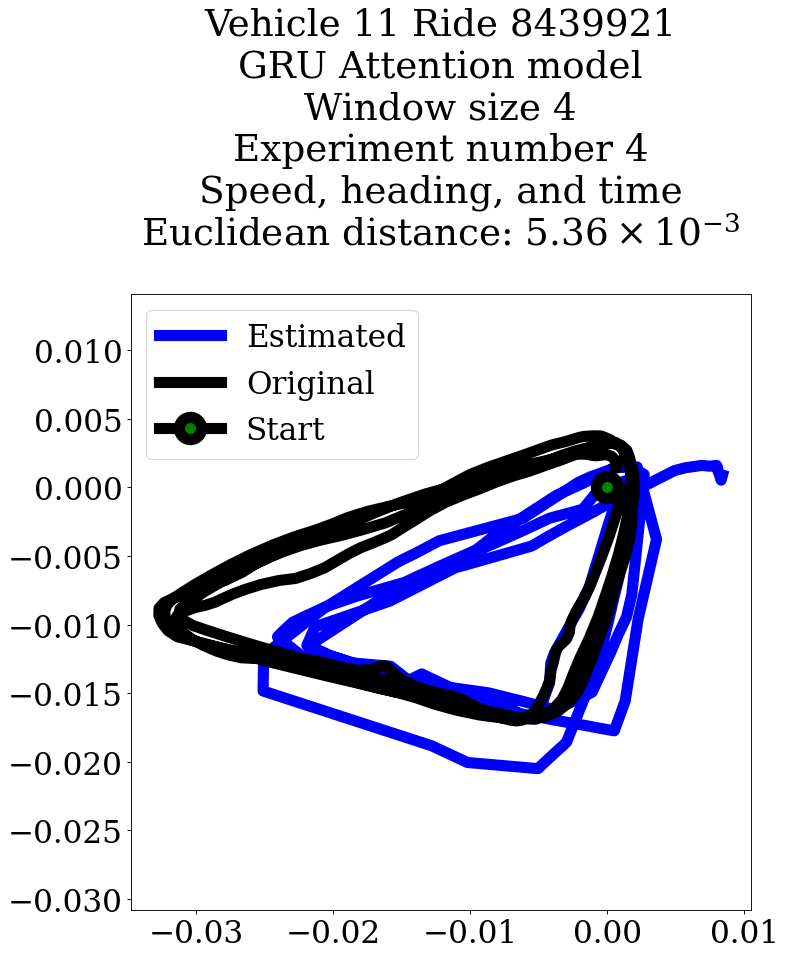 Vehicle 11 Ride 8439921
GRU Attention model
Window size 4
Experiment number 4
Speed, heading, and time
Euclidean distance: 5.36 × 10⁻³
Estimated
Original
Start
0.010
0.005
0.000
−0.005
−0.010
−0.015
−0.020
−0.025
−0.030
−0.03 −0.02 −0.01 0.00 0.01